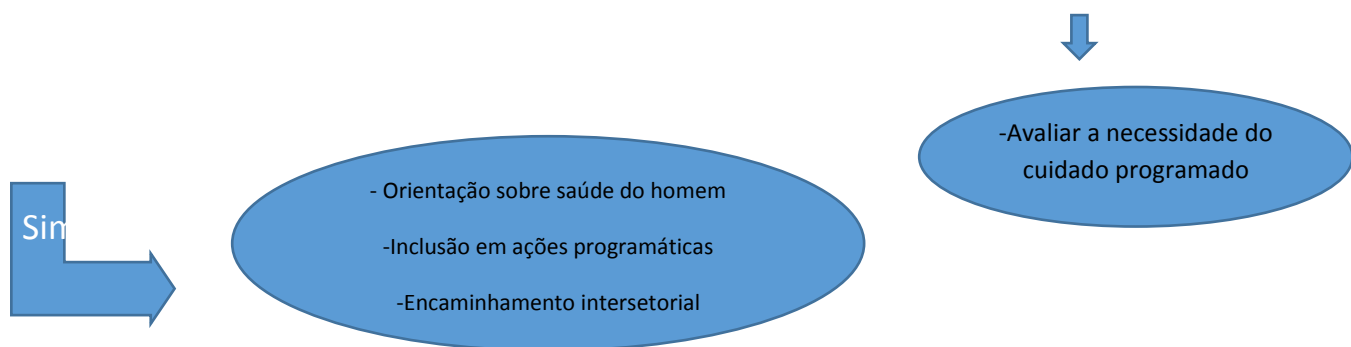 -Avaliar a necessidade do
cuidado programado
- Orientação sobre saúde do homem
Sim
-Inclusão em ações programáticas
-Encaminhamento intersetorial